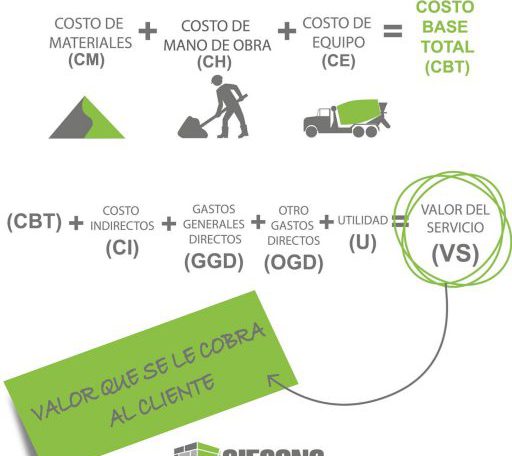 COSTO DE
MATERIALES
(CM)
+
COSTO DE
MANO DE OBRA
(CH)
+
COSTO DE
EQUIPO
(CE)
=
COSTO
BASE
TOTAL
(CBT)
(CBT)
+
COSTO
INDIRECTOS
(CI)
+
GASTOS
GENERALES
DIRECTOS
(GGD)
+
OTRO
GASTOS
DIRECTOS
(OGD)
+
UTILIDAD
(U)
=
VALOR DEL
SERVICIO
(VS)
VALOR QUE SE LE COBRA
AL CLIENTE